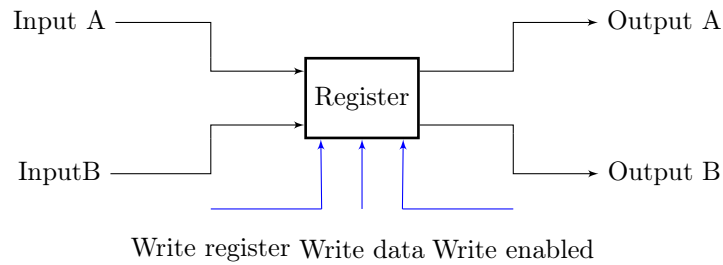 Input A
Output A
Register
InputB
Output B
Write register
Write data
Write enabled